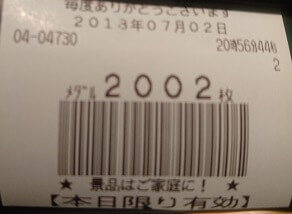 毎度ありがとうございます
2013年07月02日
04-04730 20時56分44秒
2
メダル 2002枚
★ 景品はご家庭に! ★
【本日限り有効】